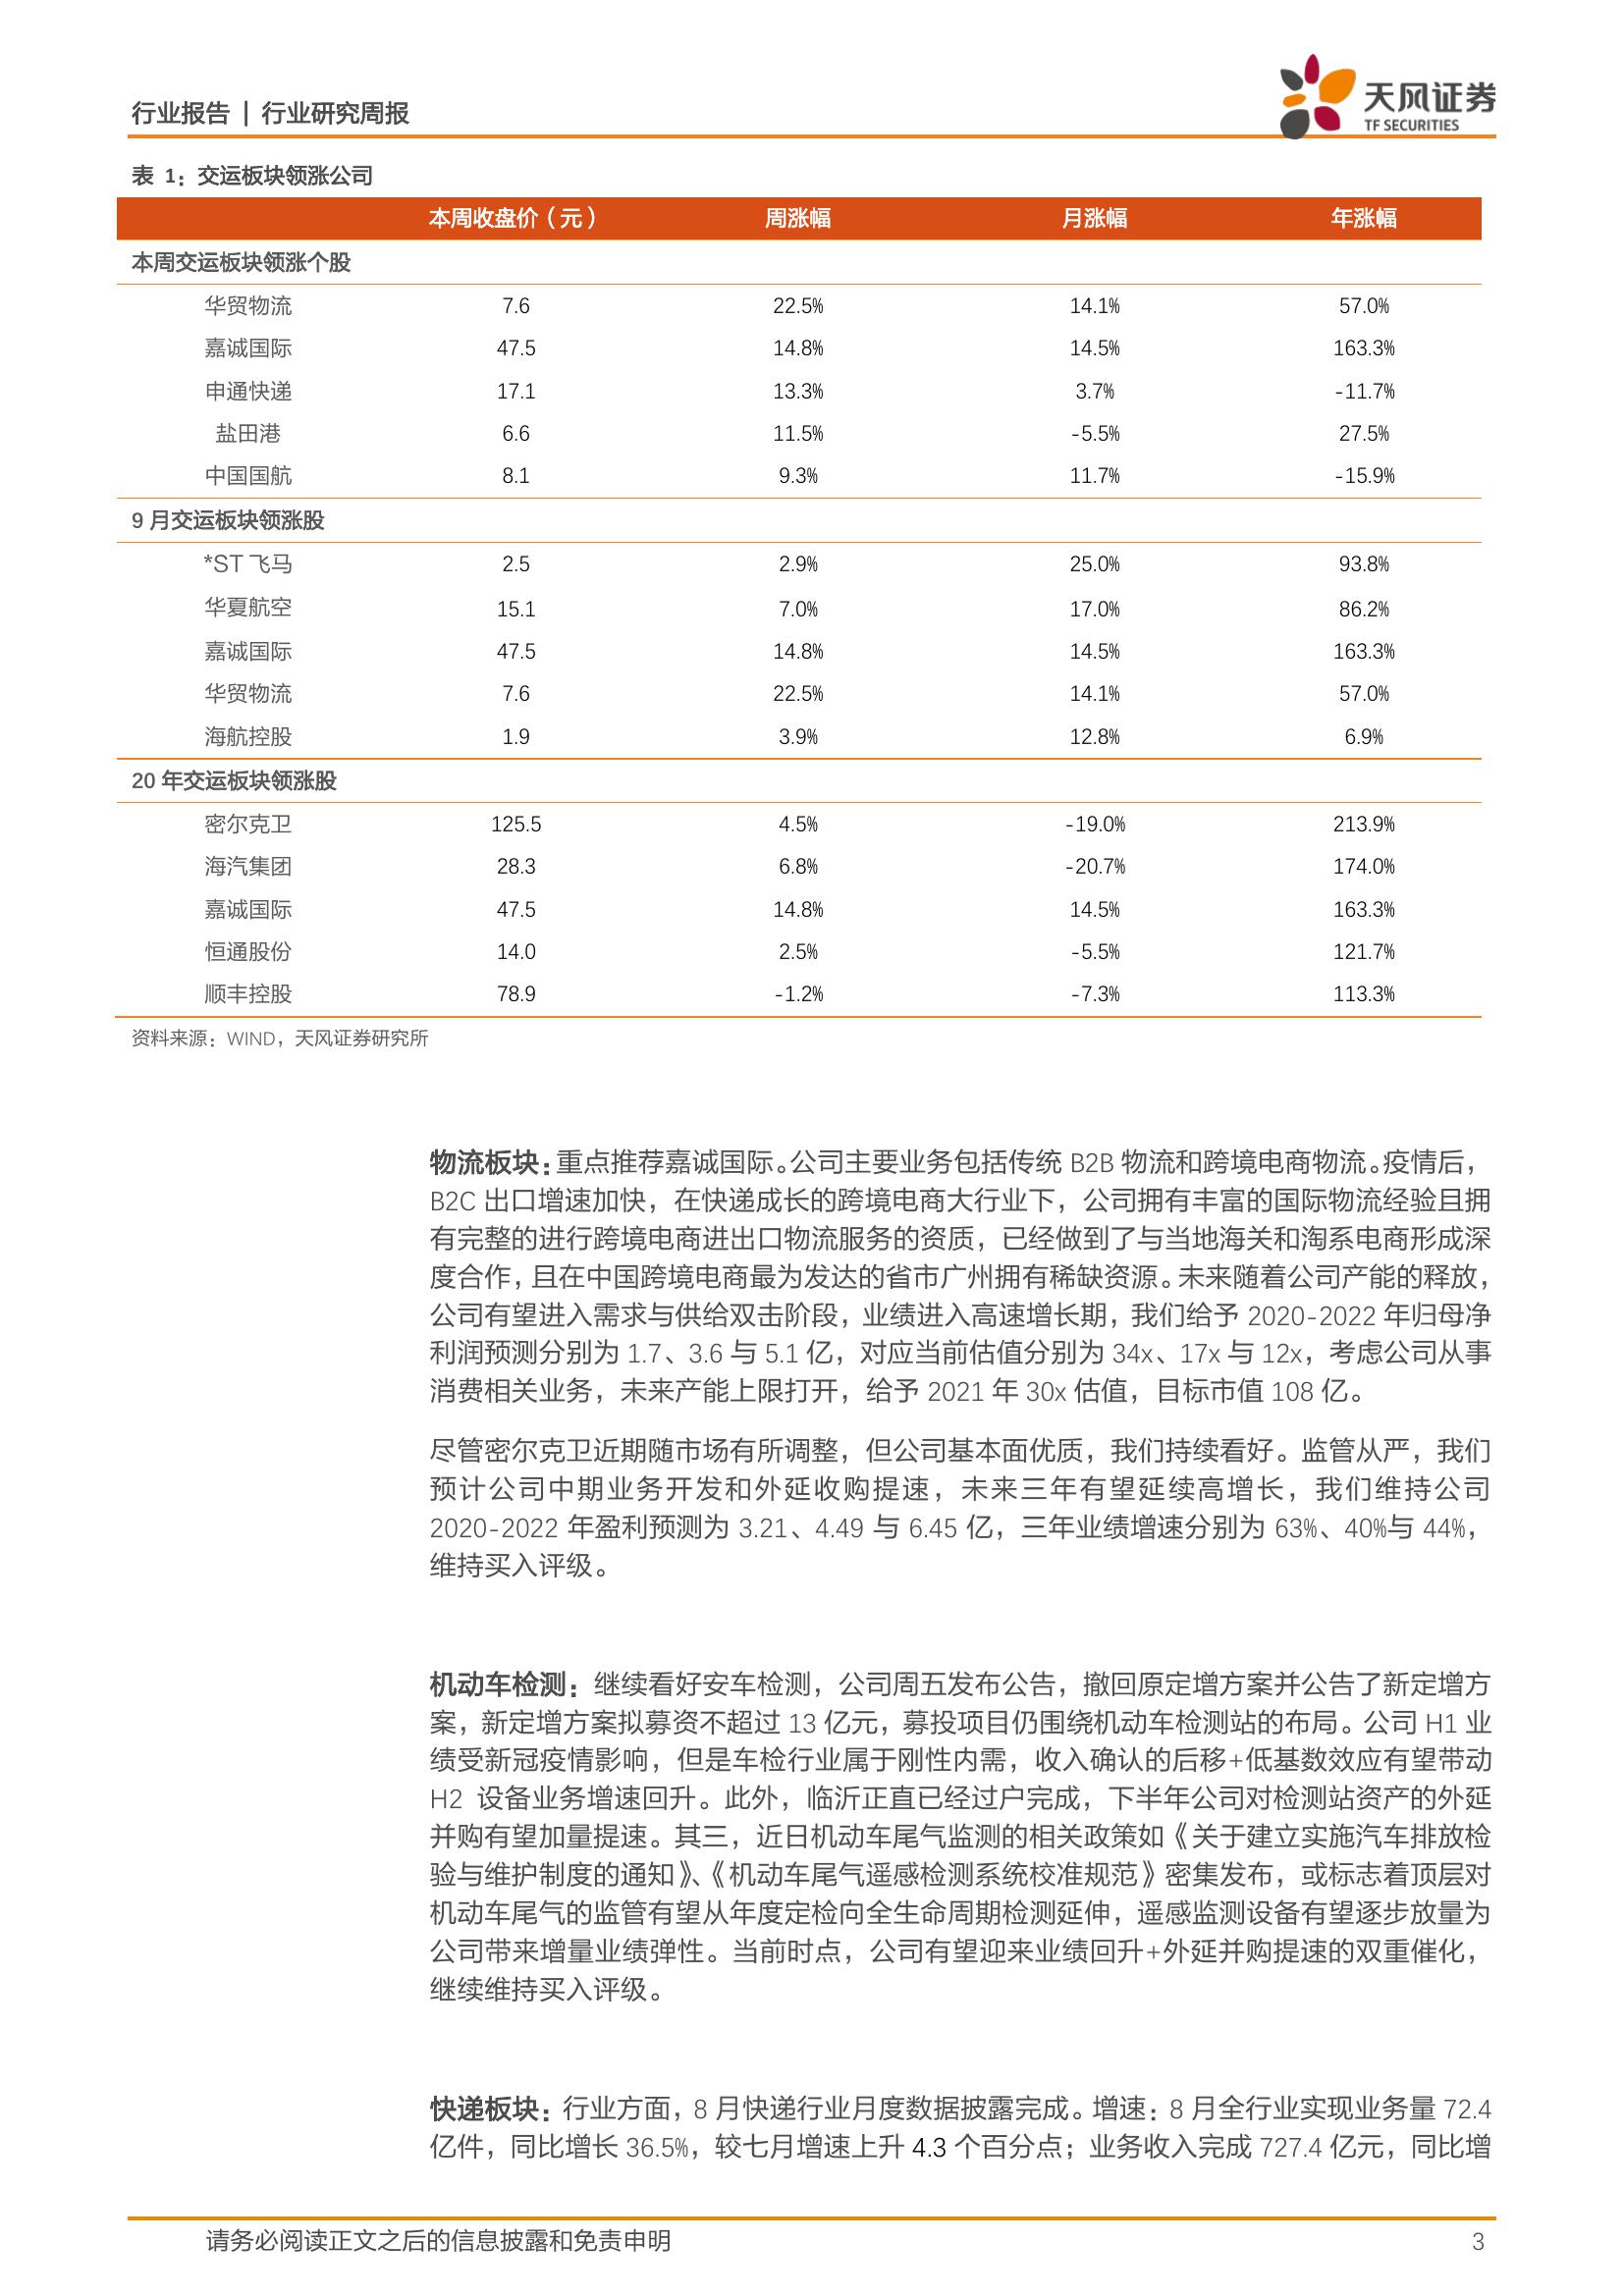 行业报告 | 行业研究周报
天风证券
TF SECURITIES
表 1：交运板块领涨公司
本周收盘价（元） 周涨幅 月涨幅 年涨幅
本周交运板块领涨个股
华贸物流 7.6 22.5% 14.1% 57.0%
嘉诚国际 47.5 14.8% 14.5% 163.3%
申通快递 17.1 13.3% 3.7% -11.7%
盐田港 6.6 11.5% -5.5% 27.5%
中国国航 8.1 9.3% 11.7% -15.9%
9 月交运板块领涨股
*ST 飞马 2.5 2.9% 25.0% 93.8%
华夏航空 15.1 7.0% 17.0% 86.2%
嘉诚国际 47.5 14.8% 14.5% 163.3%
华贸物流 7.6 22.5% 14.1% 57.0%
海航控股 1.9 3.9% 12.8% 6.9%
20 年交运板块领涨股
密尔克卫 125.5 4.5% -19.0% 213.9%
海汽集团 28.3 6.8% -20.7% 174.0%
嘉诚国际 47.5 14.8% 14.5% 163.3%
恒通股份 14.0 2.5% -5.5% 121.7%
顺丰控股 78.9 -1.2% -7.3% 113.3%
资料来源：WIND，天风证券研究所
物流板块：重点推荐嘉诚国际。公司主要业务包括传统 B2B 物流和跨境电商物流。疫情后，
B2C 出口增速加快，在快递成长的跨境电商大行业下，公司拥有丰富的国际物流经验且拥
有完整的进行跨境电商进出口物流服务的资质，已经做到了与当地海关和淘系电商形成深
度合作，且在中国跨境电商最为发达的省市广州拥有稀缺资源。未来随着公司产能的释放，
公司有望进入需求与供给双击阶段，业绩进入高速增长期，我们给予 2020-2022 年归母净
利润预测分别为 1.7、3.6 与 5.1 亿，对应当前估值分别为 34x、17x 与 12x，考虑公司从事
消费相关业务，未来产能上限打开，给予 2021 年 30x 估值，目标市值 108 亿。
尽管密尔克卫近期随市场有所调整，但公司基本面优质，我们持续看好。监管从严，我们
预计公司中期业务开发和外延收购提速，未来三年有望延续高增长，我们维持公司
2020-2022 年盈利预测为 3.21、4.49 与 6.45 亿，三年业绩增速分别为 63%、40%与 44%，
维持买入评级。
机动车检测：继续看好安车检测，公司周五发布公告，撤回原定增方案并公告了新定增方
案，新定增方案拟募资不超过 13 亿元，募投项目仍围绕机动车检测站的布局。公司 H1 业
绩受新冠疫情影响，但是车检行业属于刚性内需，收入确认的后移+低基数效应有望带动
H2 设备业务增速回升。此外，临沂正直已经过户完成，下半年公司对检测站资产的外延
并购有望加量提速。其三，近日机动车尾气监测的相关政策如《关于建立实施汽车排放检
验与维护制度的通知》、《机动车尾气遥感检测系统校准规范》密集发布，或标志着顶层对
机动车尾气的监管有望从年度定检向全生命周期检测延伸，遥感监测设备有望逐步放量为
公司带来增量业绩弹性。当前时点，公司有望迎来业绩回升+外延并购提速的双重催化，
继续维持买入评级。
快递板块：行业方面，8 月快递行业月度数据披露完成。增速：8 月全行业实现业务量 72.4
亿件，同比增长 36.5%，较七月增速上升 4.3 个百分点；业务收入完成 727.4 亿元，同比增
请务必阅读正文之后的信息披露和免责申明 3